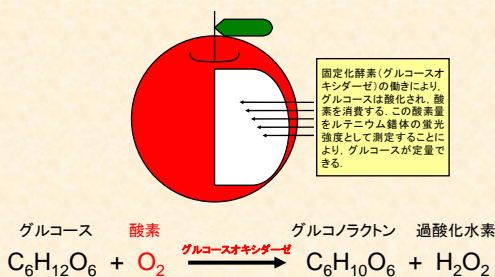 固定化酵素(グルコースオ
キシダーゼ)の働きにより,
グルコースは酸化され, 酸
素を消費する. この酸素量
をルテニウム錯体の蛍光
強度として測定することに
より, グルコースが定量で
きる.
グルコース 酸素 グルコノラクトン 過酸化水素
グルコースオキシダーゼ
C₆H₁₂O₆ + O₂ C₆H₁₀O₆ + H₂O₂